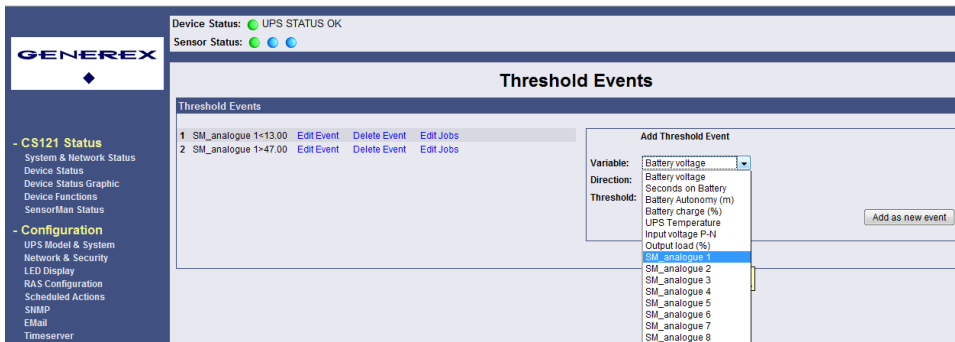 Device Status: UPS STATUS OK
Sensor Status:
GENEREX
Threshold Events
Threshold Events
1 SM_analogue 1<13.00 Edit Event Delete Event Edit Jobs
2 SM_analogue 1>47.00 Edit Event Delete Event Edit Jobs
Add Threshold Event
Variable: Battery voltage
Direction:
Threshold:
Battery voltage
Seconds on Battery
Battery Autonomy (m)
Battery charge (%)
UPS Temperature
Input voltage P-N
Output load (%)
SM_analogue 1
SM_analogue 2
SM_analogue 3
SM_analogue 4
SM_analogue 5
SM_analogue 6
SM_analogue 7
SM_analogue 8
Add as new event
- CS121 Status
System & Network Status
Device Status
Device Status Graphic
Device Functions
SensorMan Status
- Configuration
UPS Model & System
Network & Security
LED Display
RAS Configuration
Scheduled Actions
SNMP
EMail
Timeserver